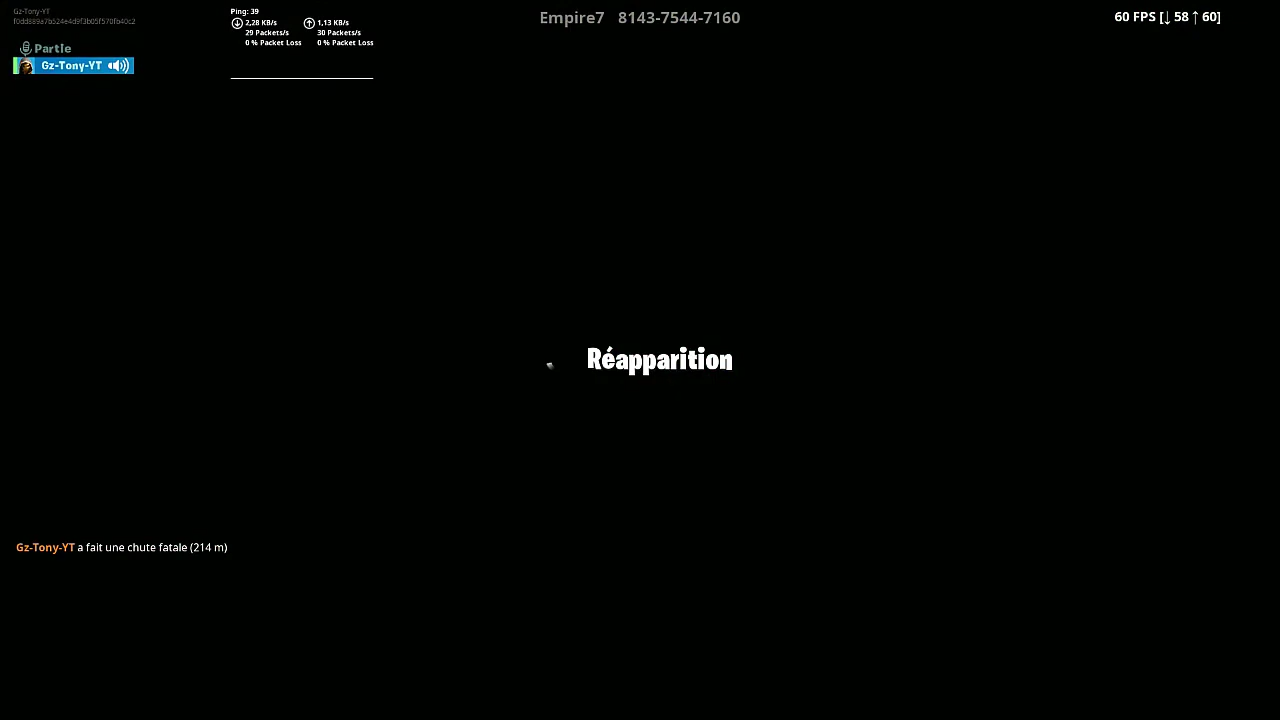 Gz-Tony-YT
Partie
Gz-Tony-YT
Ping: 39
2,28 KB/s 1,13 KB/s
29 Packets/s 30 Packets/s
0 % Packet Loss 0 % Packet Loss
Empire7 8143-7544-7160
60 FPS [↓ 58 ↑ 60]
Réapparition
Gz-Tony-YT a fait une chute fatale (214 m)